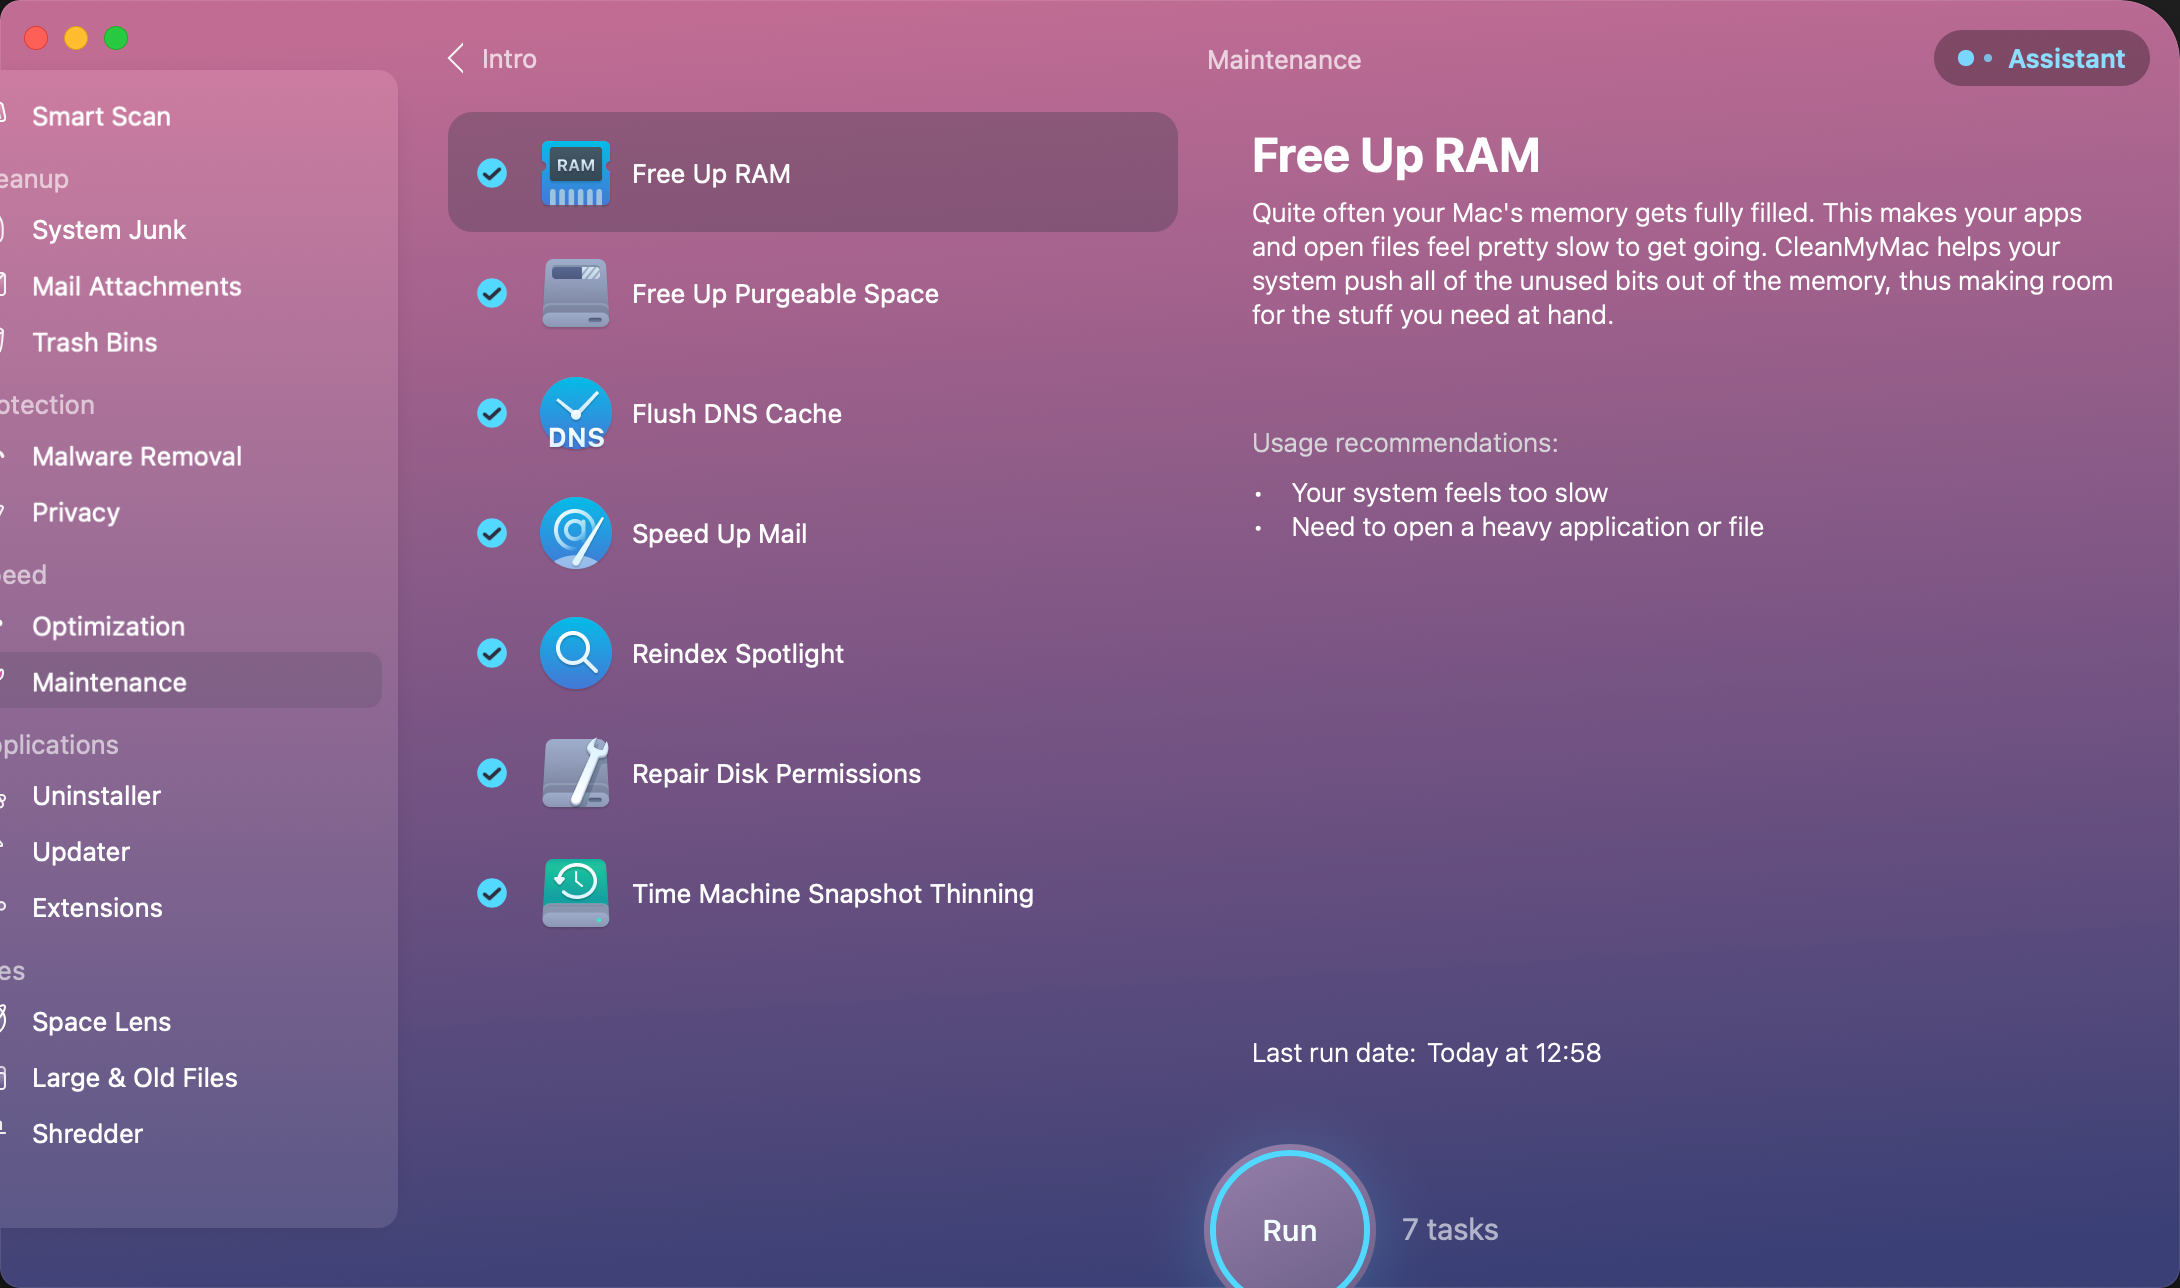 Smart Scan
eanup
System Junk
Mail Attachments
Trash Bins
otection
Malware Removal
Privacy
eed
Optimization
Maintenance
plications
Uninstaller
Updater
Extensions
es
Space Lens
Large & Old Files
Shredder
Intro
RAM
Free Up RAM
Free Up Purgeable Space
DNS
Flush DNS Cache
Speed Up Mail
Reindex Spotlight
Repair Disk Permissions
Time Machine Snapshot Thinning
Maintenance
Assistant
Free Up RAM
Quite often your Mac's memory gets fully filled. This makes your apps
and open files feel pretty slow to get going. CleanMyMac helps your
system push all of the unused bits out of the memory, thus making room
for the stuff you need at hand.
Usage recommendations:
• Your system feels too slow
• Need to open a heavy application or file
Last run date: Today at 12:58
Run
7 tasks